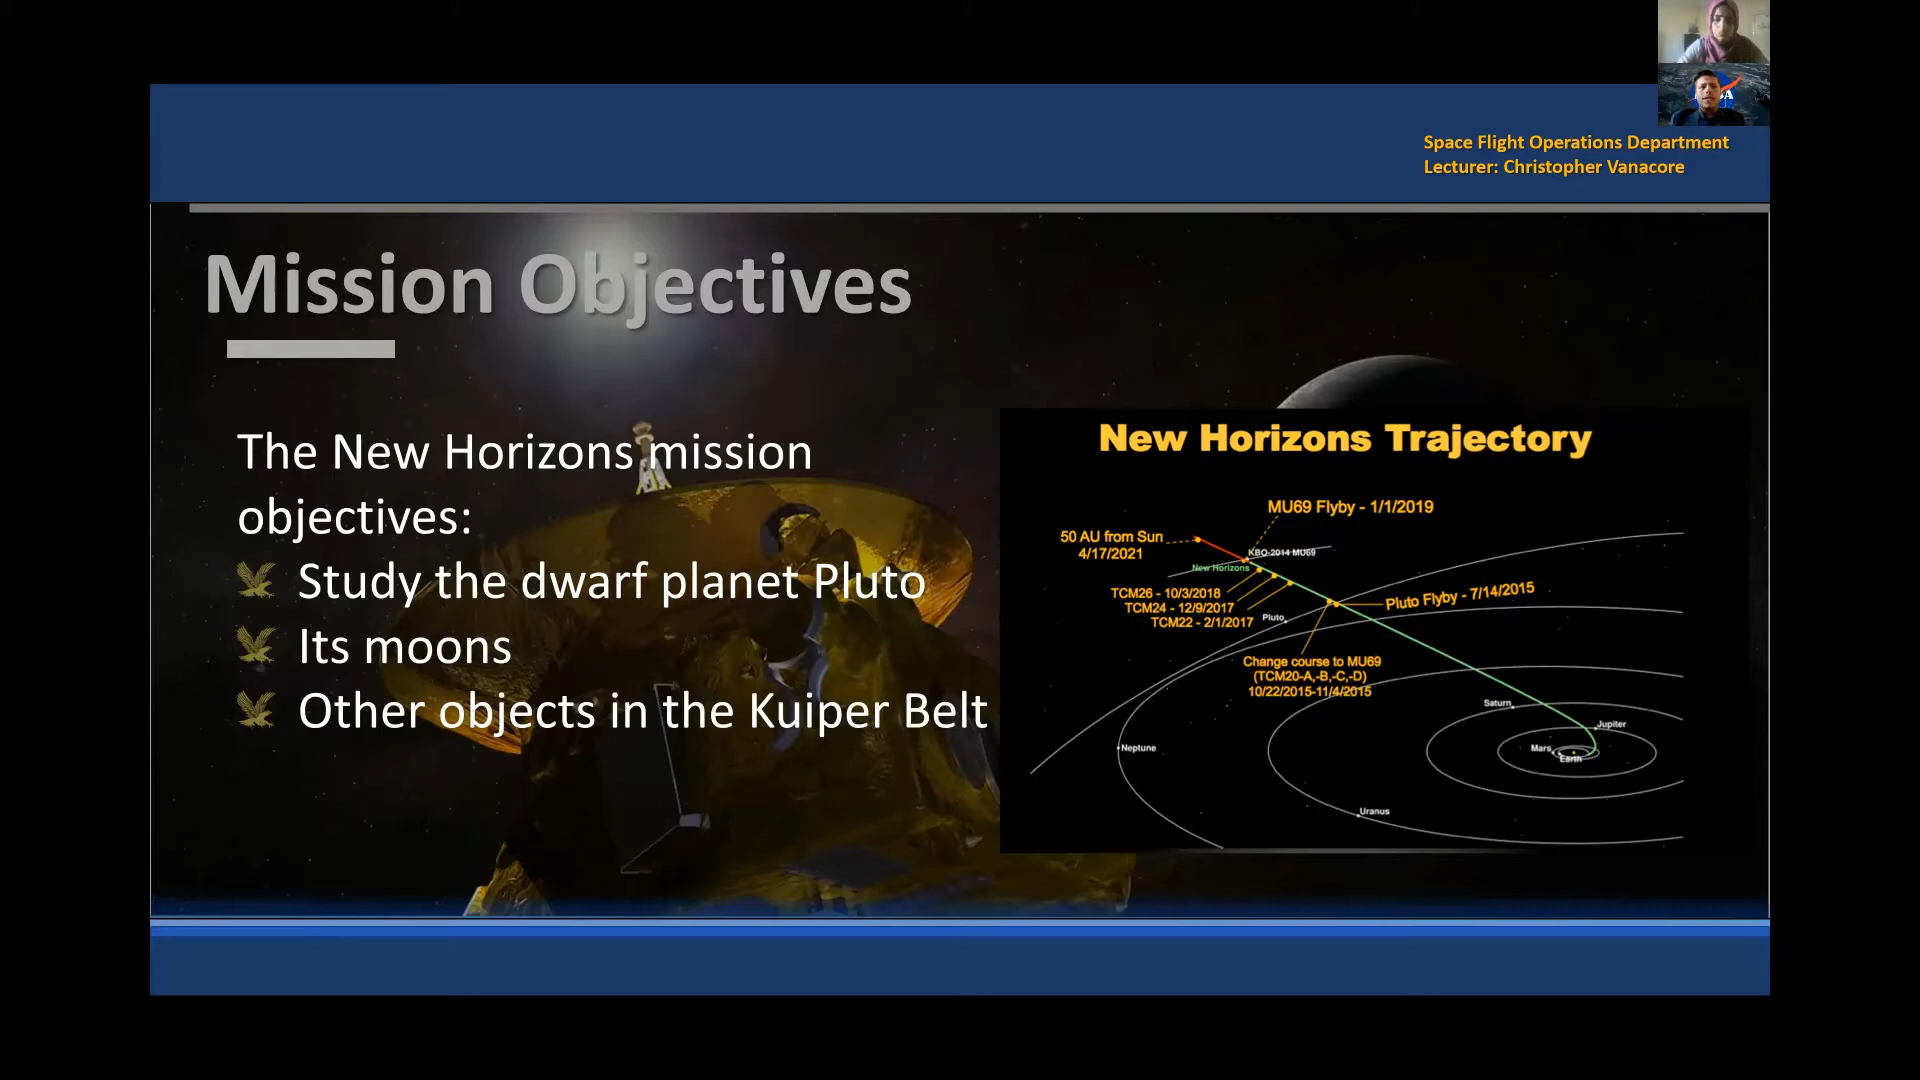 Space Flight Operations Department
Lecturer: Christopher Vanacore
Mission Objectives
The New Horizons mission
objectives:
Study the dwarf planet Pluto
Its moons
Other objects in the Kuiper Belt
New Horizons Trajectory
MU69 Flyby - 1/1/2019
50 AU from Sun
4/17/2021
KBO-2014 MU69
New Horizons
TCM26 - 10/3/2018
TCM24 - 12/9/2017
TCM22 - 2/1/2017
Pluto
Pluto Flyby - 7/14/2015
Change course to MU69
(TCM20-A,-B,-C,-D)
10/22/2015-11/4/2015
Saturn
Jupiter
Mars
Earth
Neptune
Uranus